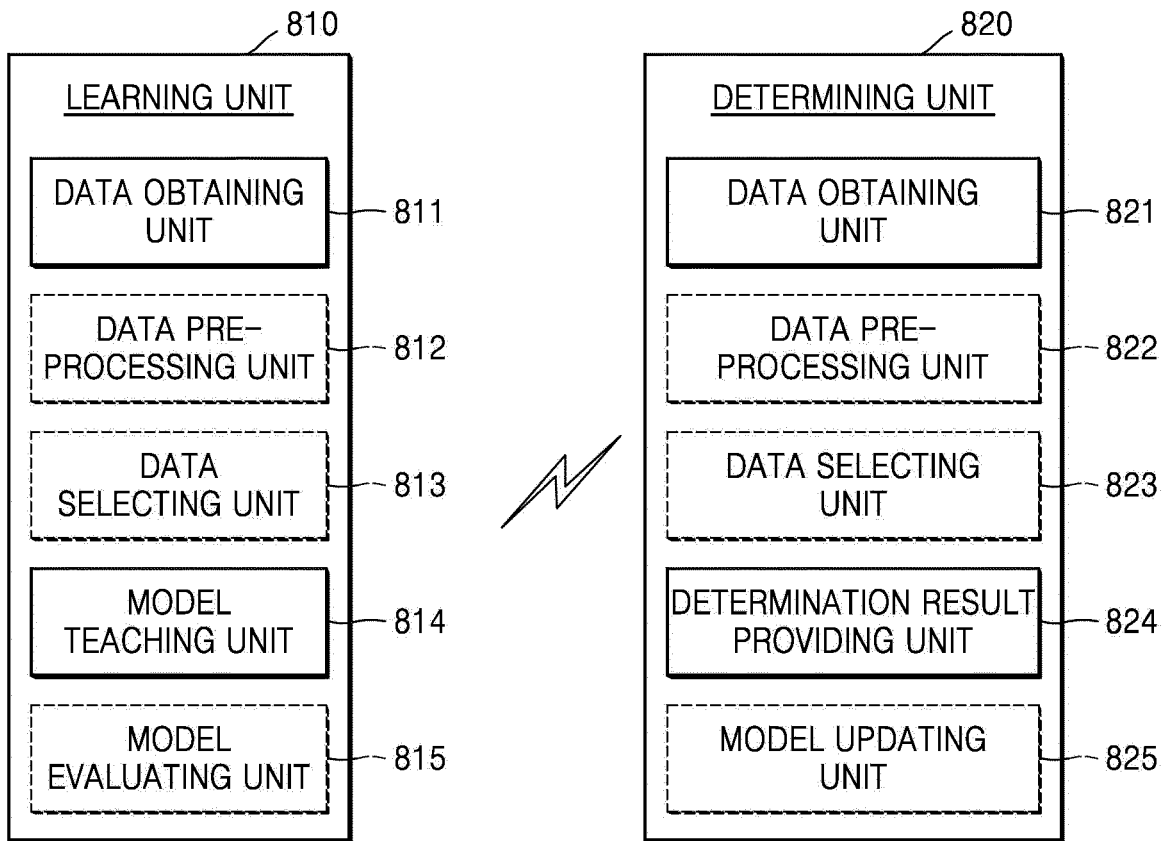 810
LEARNING UNIT
DATA OBTAINING
UNIT
811
DATA PRE-
PROCESSING UNIT
812
DATA
SELECTING UNIT
813
MODEL
TEACHING UNIT
814
MODEL
EVALUATING UNIT
815
820
DETERMINING UNIT
DATA OBTAINING
UNIT
821
DATA PRE-
PROCESSING UNIT
822
DATA SELECTING
UNIT
823
DETERMINATION RESULT
PROVIDING UNIT
824
MODEL UPDATING
UNIT
825